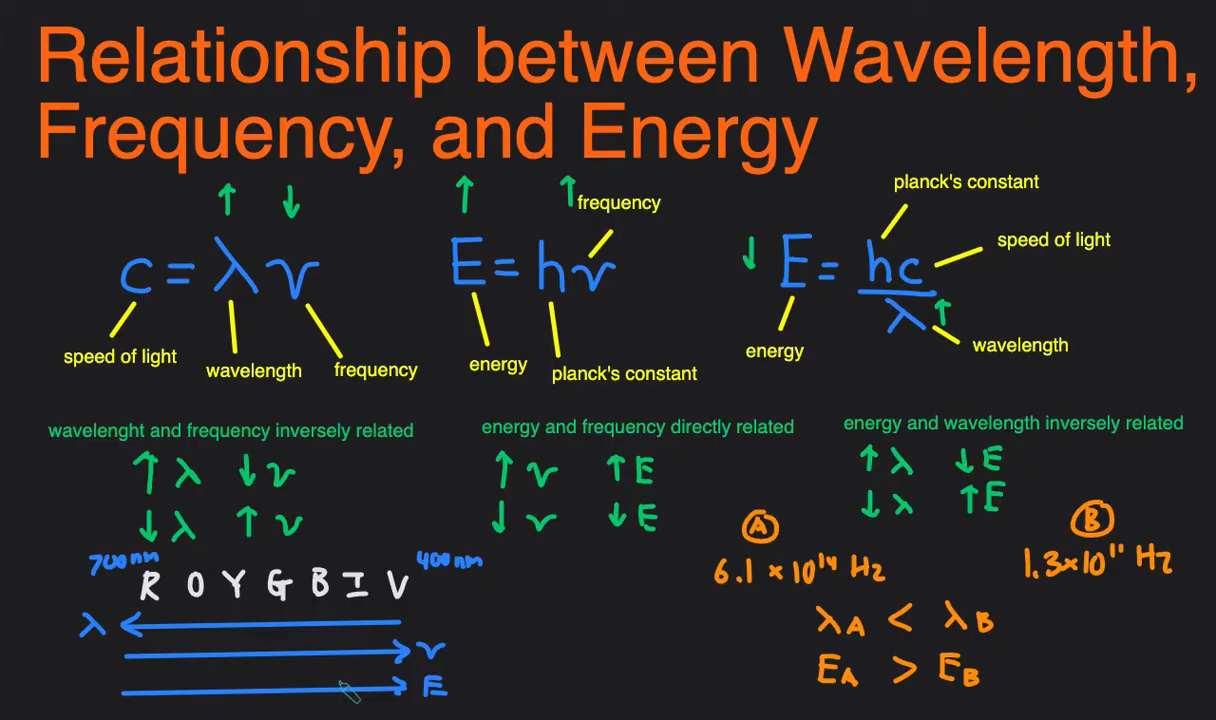 Relationship between Wavelength,
Frequency, and Energy
↑ ↓
c = λ ν
speed of light
wavelength
frequency
↑ ↑
frequency
E = hν
energy
planck's constant
planck's constant
speed of light
↓ E = hc
λ ↑
energy
wavelength
wavelenght and frequency inversely related
↑ λ ↓ ν
↓ λ ↑ ν
energy and frequency directly related
↑ ν ↑ E
↓ ν ↓ E
energy and wavelength inversely related
↑ λ ↓ E
↓ λ ↑ E
700nm 400nm
R O Y G B I V
λ
ν
E
A B
6.1 × 10¹⁴ Hz 1.3×10¹¹ Hz
λA < λB
EA > EB